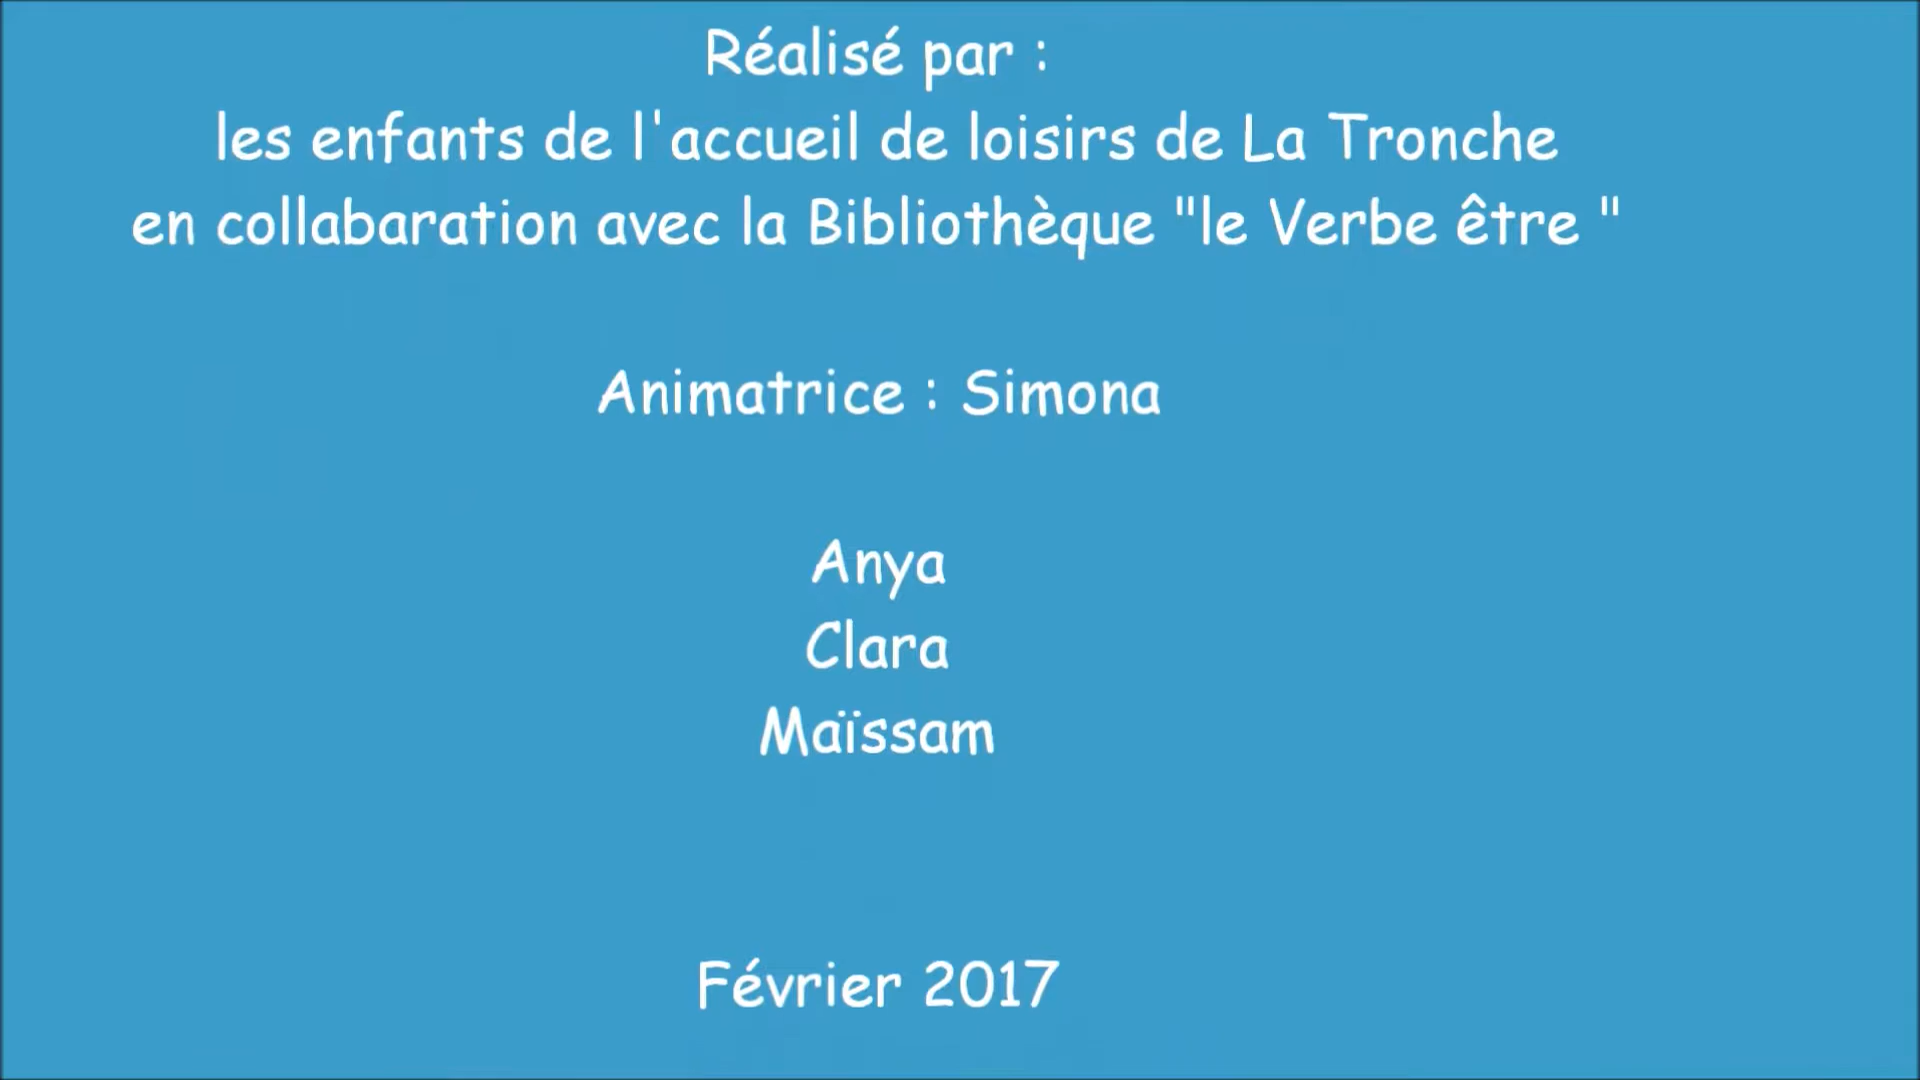 Réalisé par :
les enfants de l'accueil de loisirs de La Tronche
en collabaration avec la Bibliothèque "le Verbe être "
Animatrice : Simona
Anya
Clara
Maïssam
Février 2017